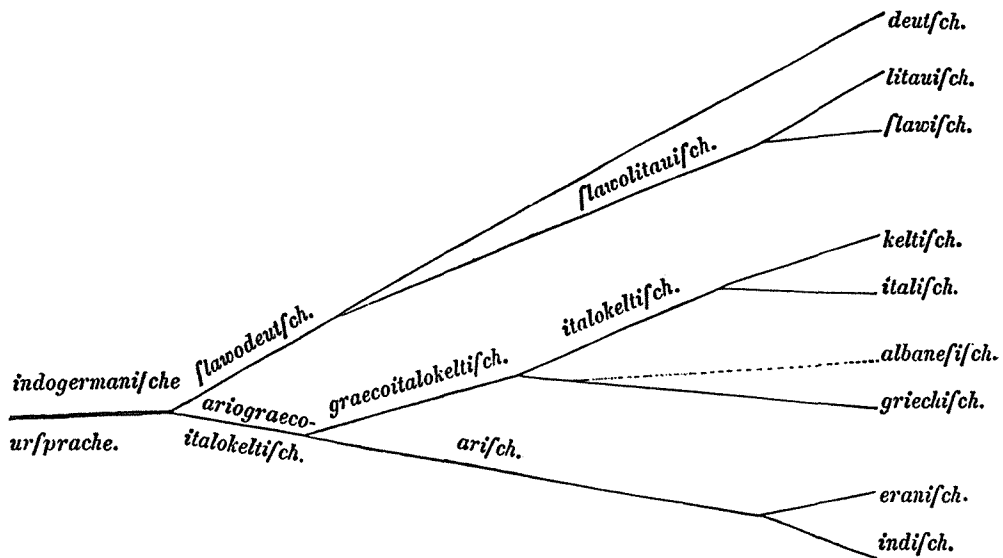 deutſch.
litauiſch.
ſlawiſch.
ſlawolitauiſch.
keltiſch.
italiſch.
italokeltiſch.
ſlawodeutſch.
albaneſiſch.
graecoitalokeltiſch.
griechiſch.
indogermaniſche
urſprache.
ariograeco-
italokeltiſch.
ariſch.
eraniſch.
indiſch.